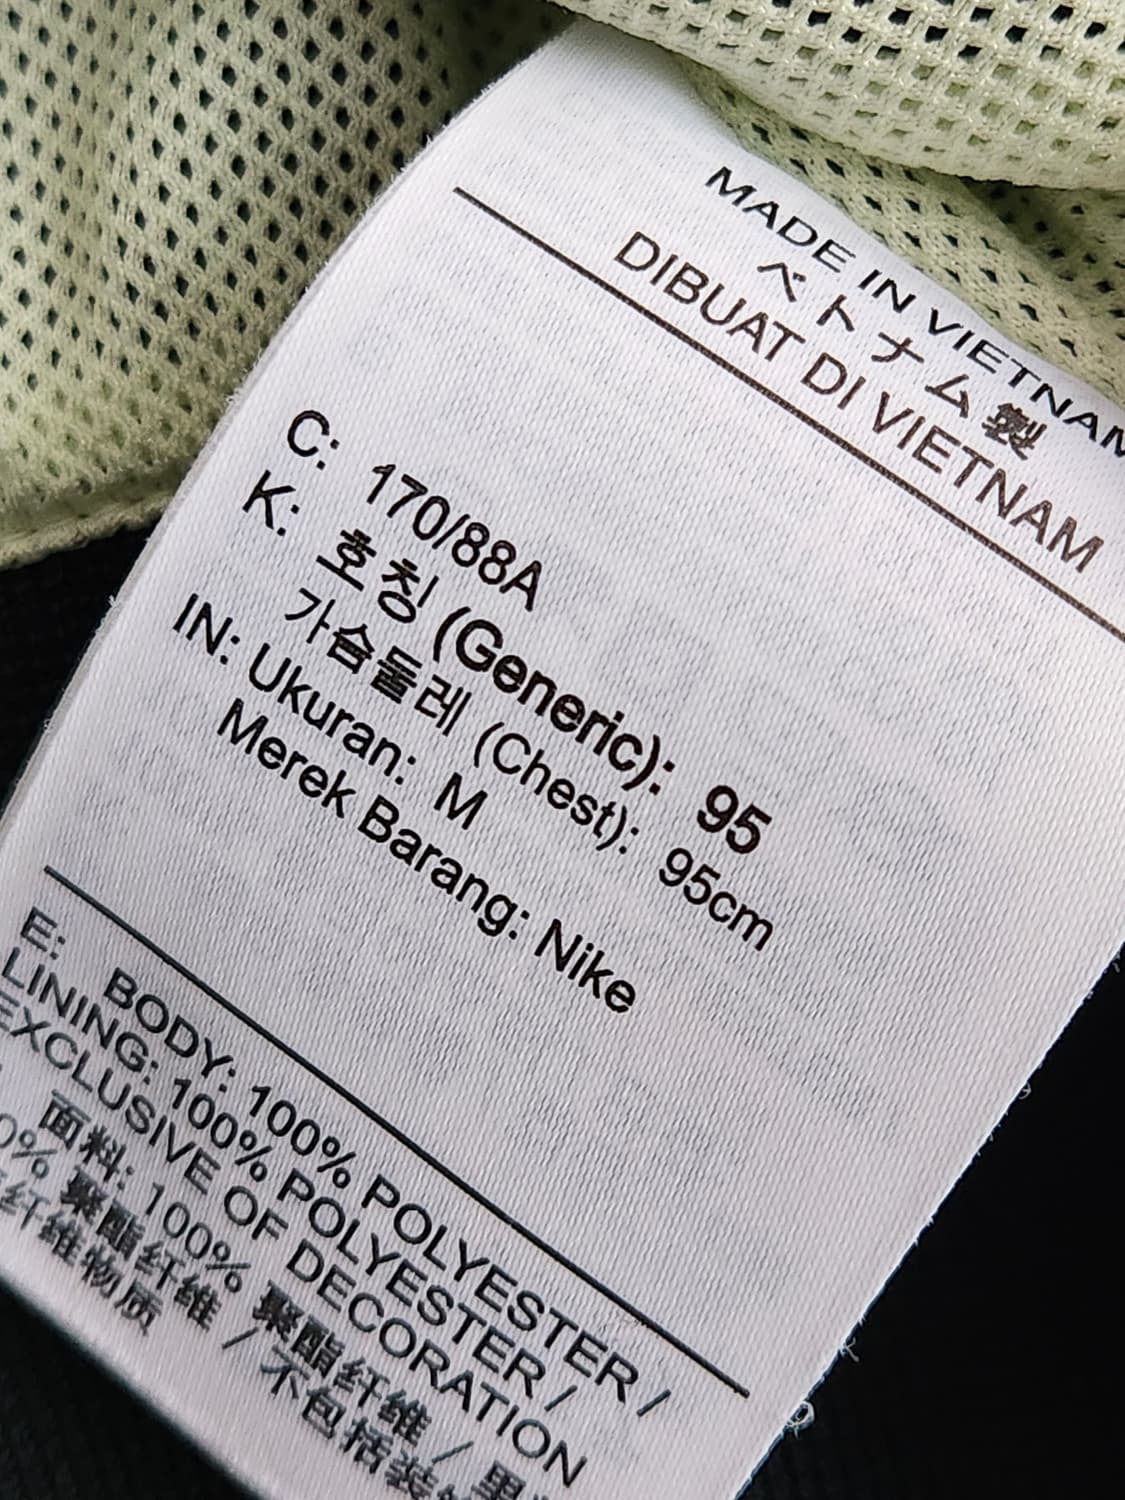 MADE IN VIETNAM
ベトナム製
DIBUAT DI VIETNAM
C: 170/88A
K: 호칭 (Generic): 95
가슴둘레 (Chest): 95cm
IN: Ukuran: M
Merek Barang: Nike
E: BODY: 100% POLYESTER /
LINING: 100% POLYESTER /
EXCLUSIVE OF DECORATION
面料: 100% 聚酯纤维 / 里
0% 聚酯纤维 / 不包括装
纤维物质